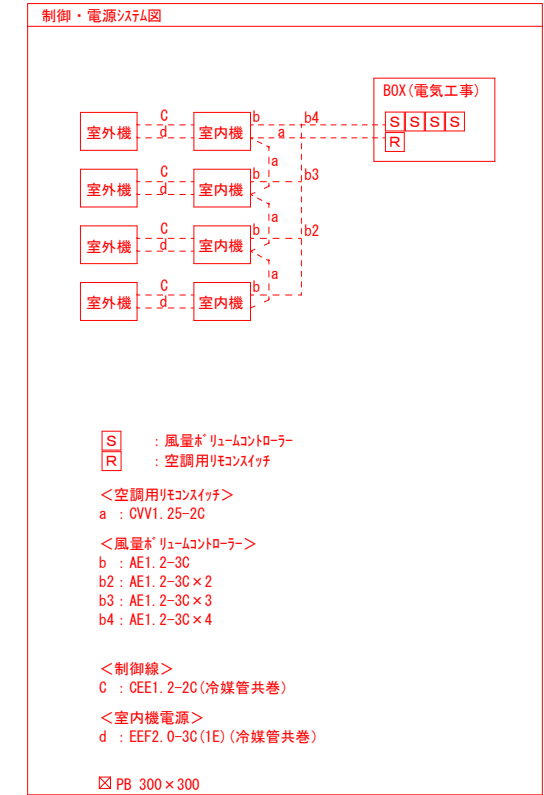 制御・電源ｼｽﾃﾑ図
BOX(電気工事)
室外機 C d 室内機 b a b4 S S S S
R
a
室外機 C d 室内機 b b3
a
室外機 C d 室内機 b b2
a
室外機 C d 室内機 b
S ：風量ﾎﾞﾘｭｰﾑｺﾝﾄﾛｰﾗｰ
R ：空調用ﾘﾓｺﾝｽｲｯﾁ
＜空調用ﾘﾓｺﾝｽｲｯﾁ＞
a ：CVV1.25-2C
＜風量ﾎﾞﾘｭｰﾑｺﾝﾄﾛｰﾗｰ＞
b ：AE1.2-3C
b2：AE1.2-3C×2
b3：AE1.2-3C×3
b4：AE1.2-3C×4
＜制御線＞
C ：CEE1.2-2C(冷媒管共巻)
＜室内機電源＞
d ：EEF2.0-3C(1E)(冷媒管共巻)
PB 300×300